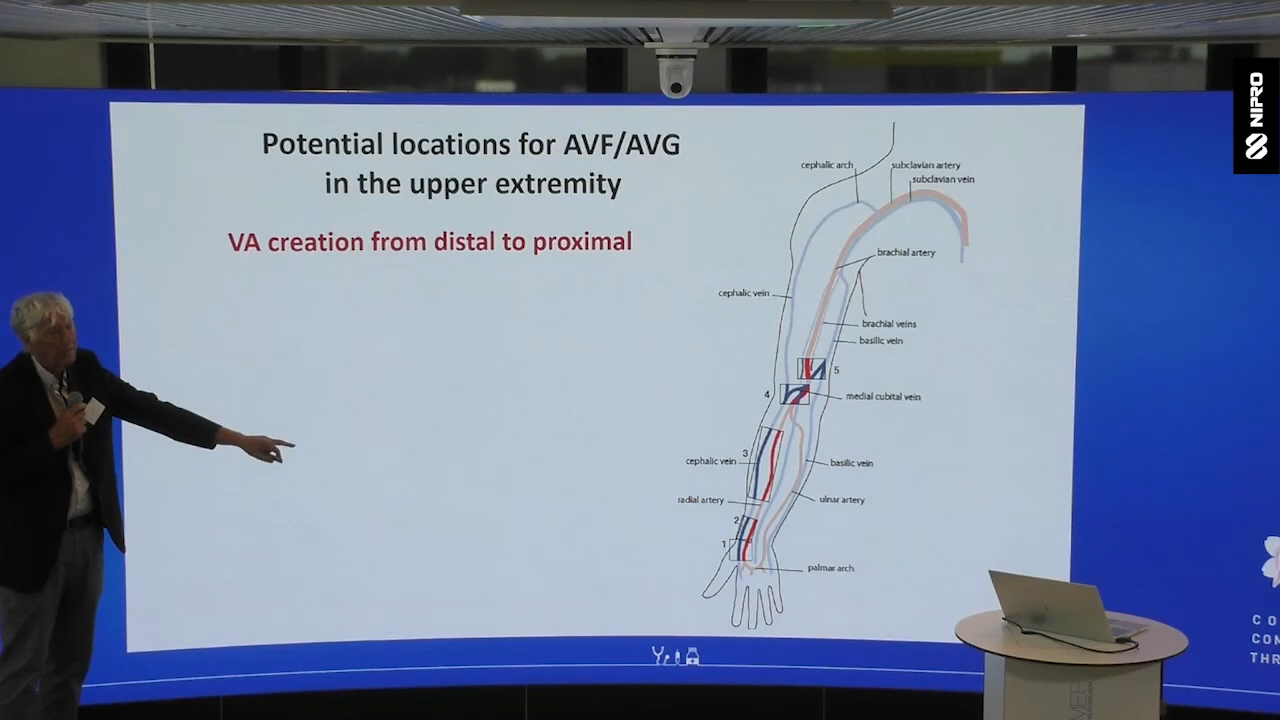 Potential locations for AVF/AVG
in the upper extremity
VA creation from distal to proximal
cephalic arch
subclavian artery
subclavian vein
brachial artery
cephalic vein
brachial veins
basilic vein
5
4
medial cubital vein
3
cephalic vein
basilic vein
radial artery
ulnar artery
2
1
palmar arch
NIPRO
CO
COM
THR